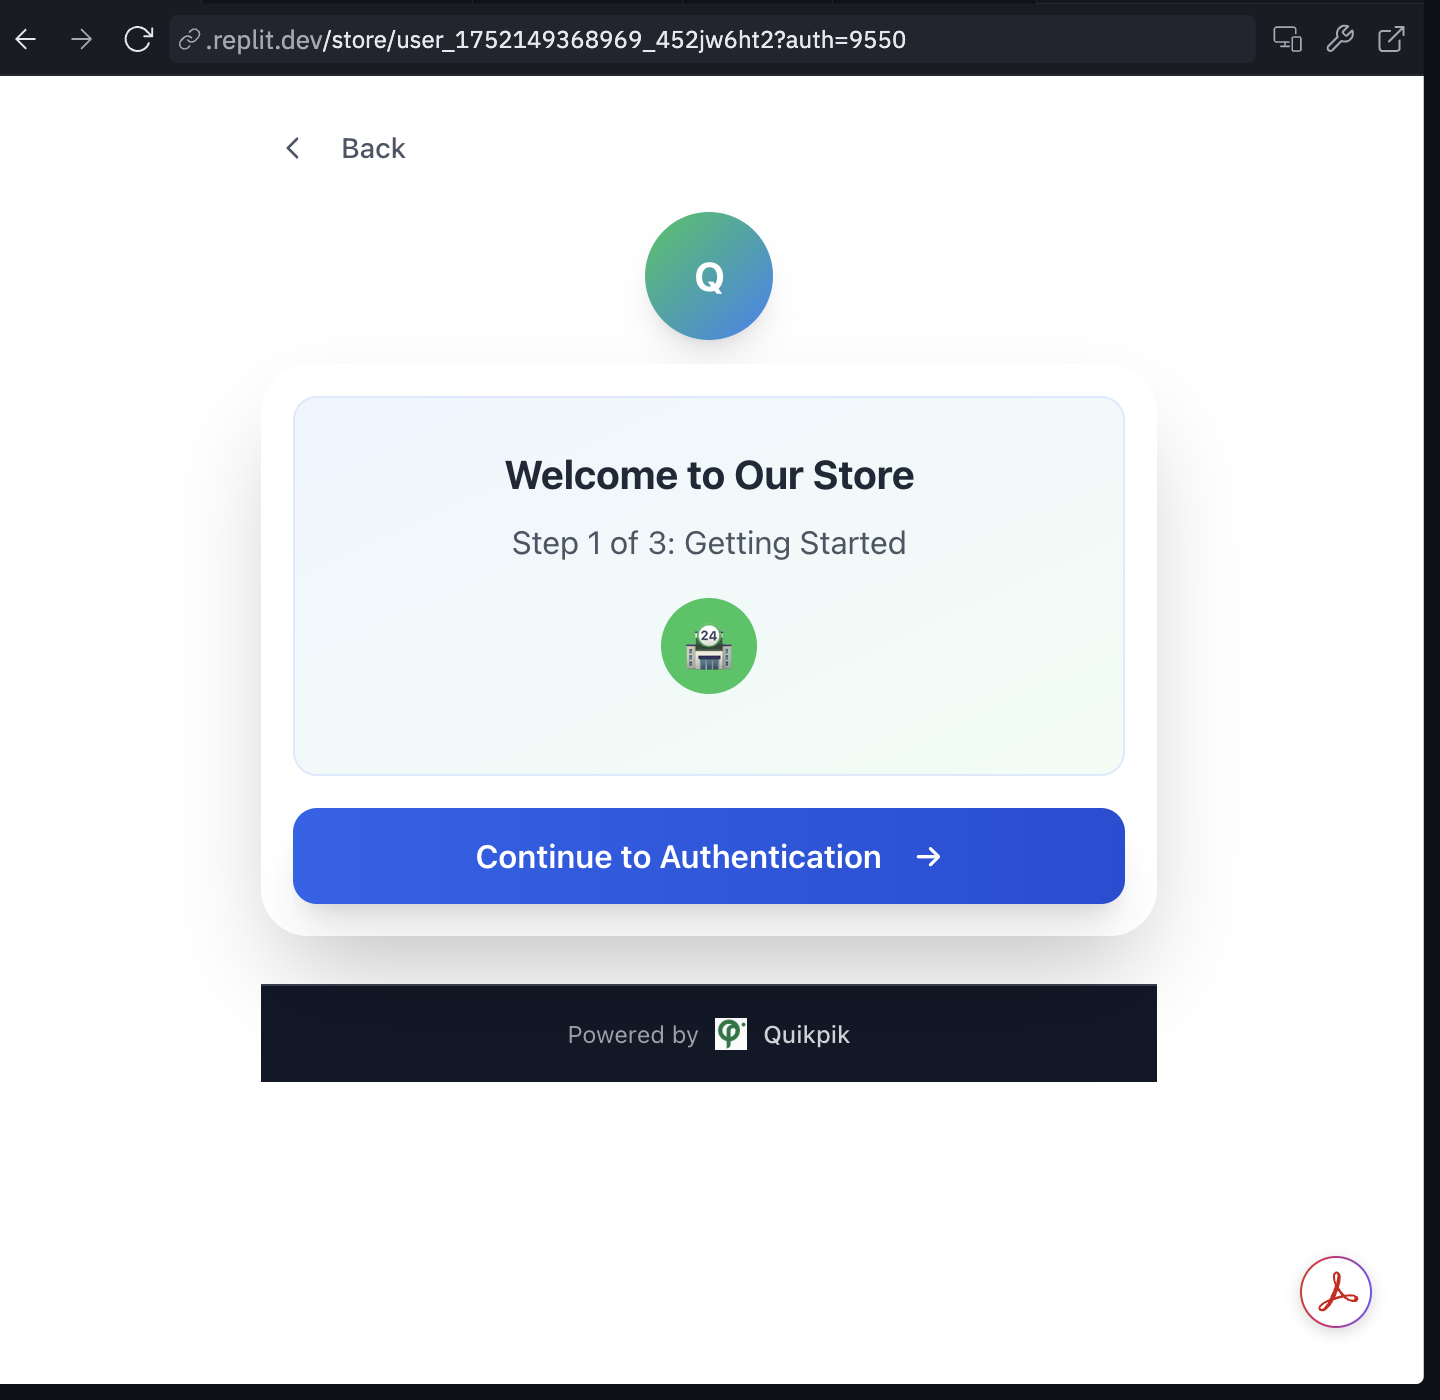 .replit.dev/store/user_1752149368969_452jw6ht2?auth=9550
Back
Q
Welcome to Our Store
Step 1 of 3: Getting Started
24
Continue to Authentication
Powered by Quikpik